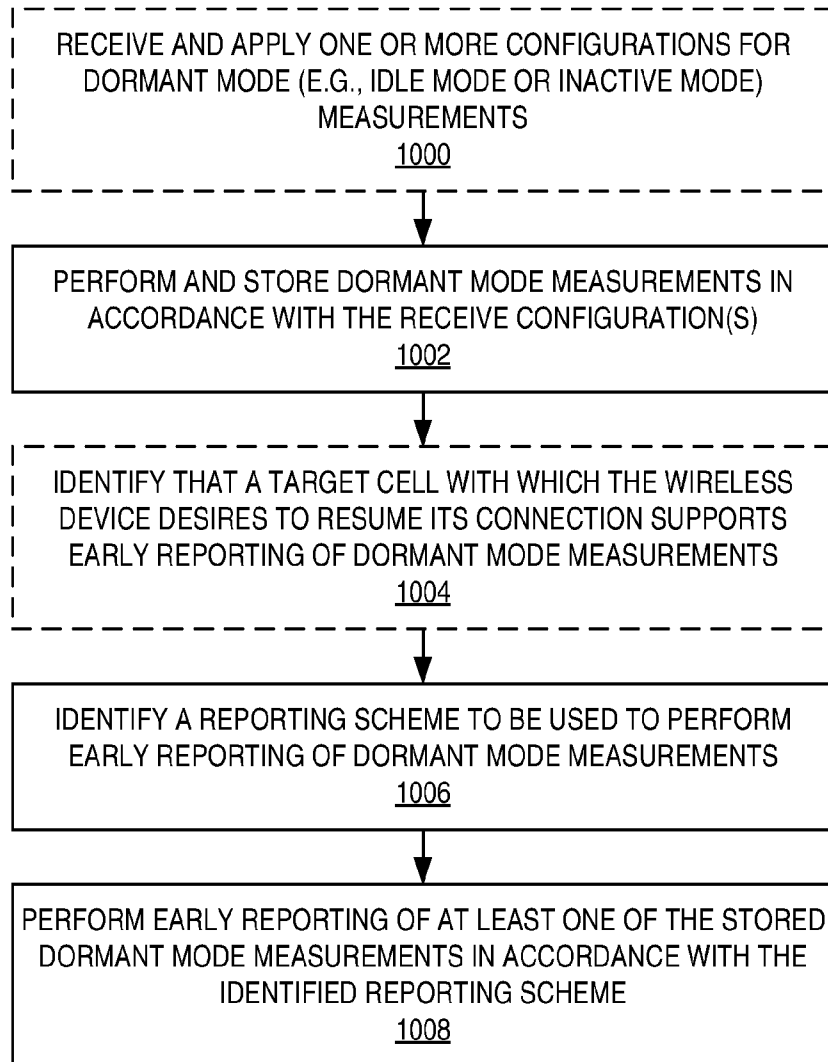 RECEIVE AND APPLY ONE OR MORE CONFIGURATIONS FOR
DORMANT MODE (E.G., IDLE MODE OR INACTIVE MODE)
MEASUREMENTS
1000
PERFORM AND STORE DORMANT MODE MEASUREMENTS IN
ACCORDANCE WITH THE RECEIVE CONFIGURATION(S)
1002
IDENTIFY THAT A TARGET CELL WITH WHICH THE WIRELESS
DEVICE DESIRES TO RESUME ITS CONNECTION SUPPORTS
EARLY REPORTING OF DORMANT MODE MEASUREMENTS
1004
IDENTIFY A REPORTING SCHEME TO BE USED TO PERFORM
EARLY REPORTING OF DORMANT MODE MEASUREMENTS
1006
PERFORM EARLY REPORTING OF AT LEAST ONE OF THE STORED
DORMANT MODE MEASUREMENTS IN ACCORDANCE WITH THE
IDENTIFIED REPORTING SCHEME
1008